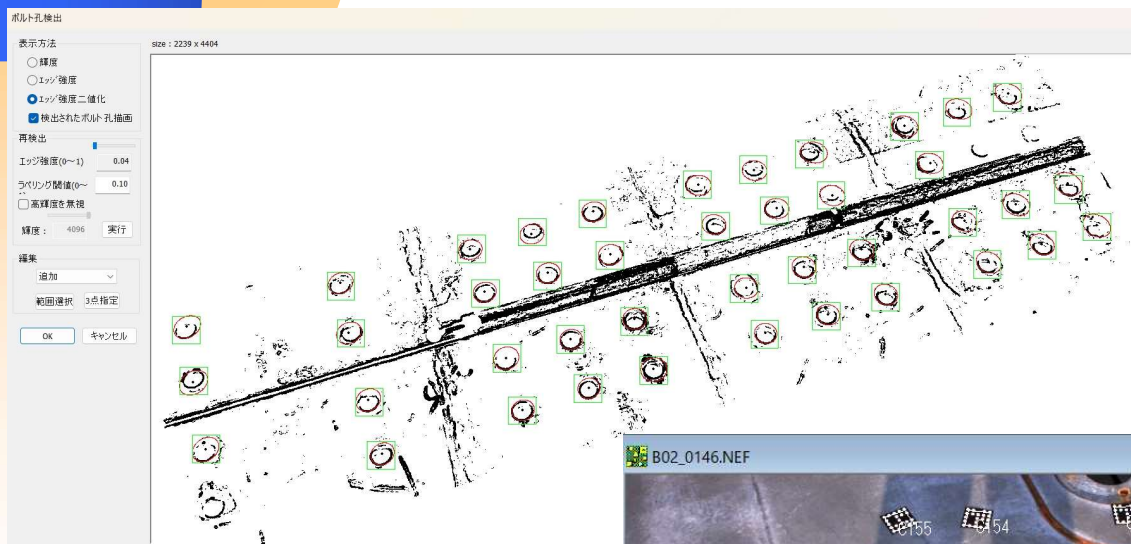 ボルト孔検出
表示方法
size : 2239 x 4404
輝度
エッジ強度
エッジ強度二値化
検出されたボルト孔描画
再検出
エッジ強度(0～1) 0.04
ラベリング閾値(0～ 0.10
高輝度を無視
輝度： 4096 実行
編集
追加
範囲選択 3点指定
OK キャンセル
B02_0146.NEF
C155 C154